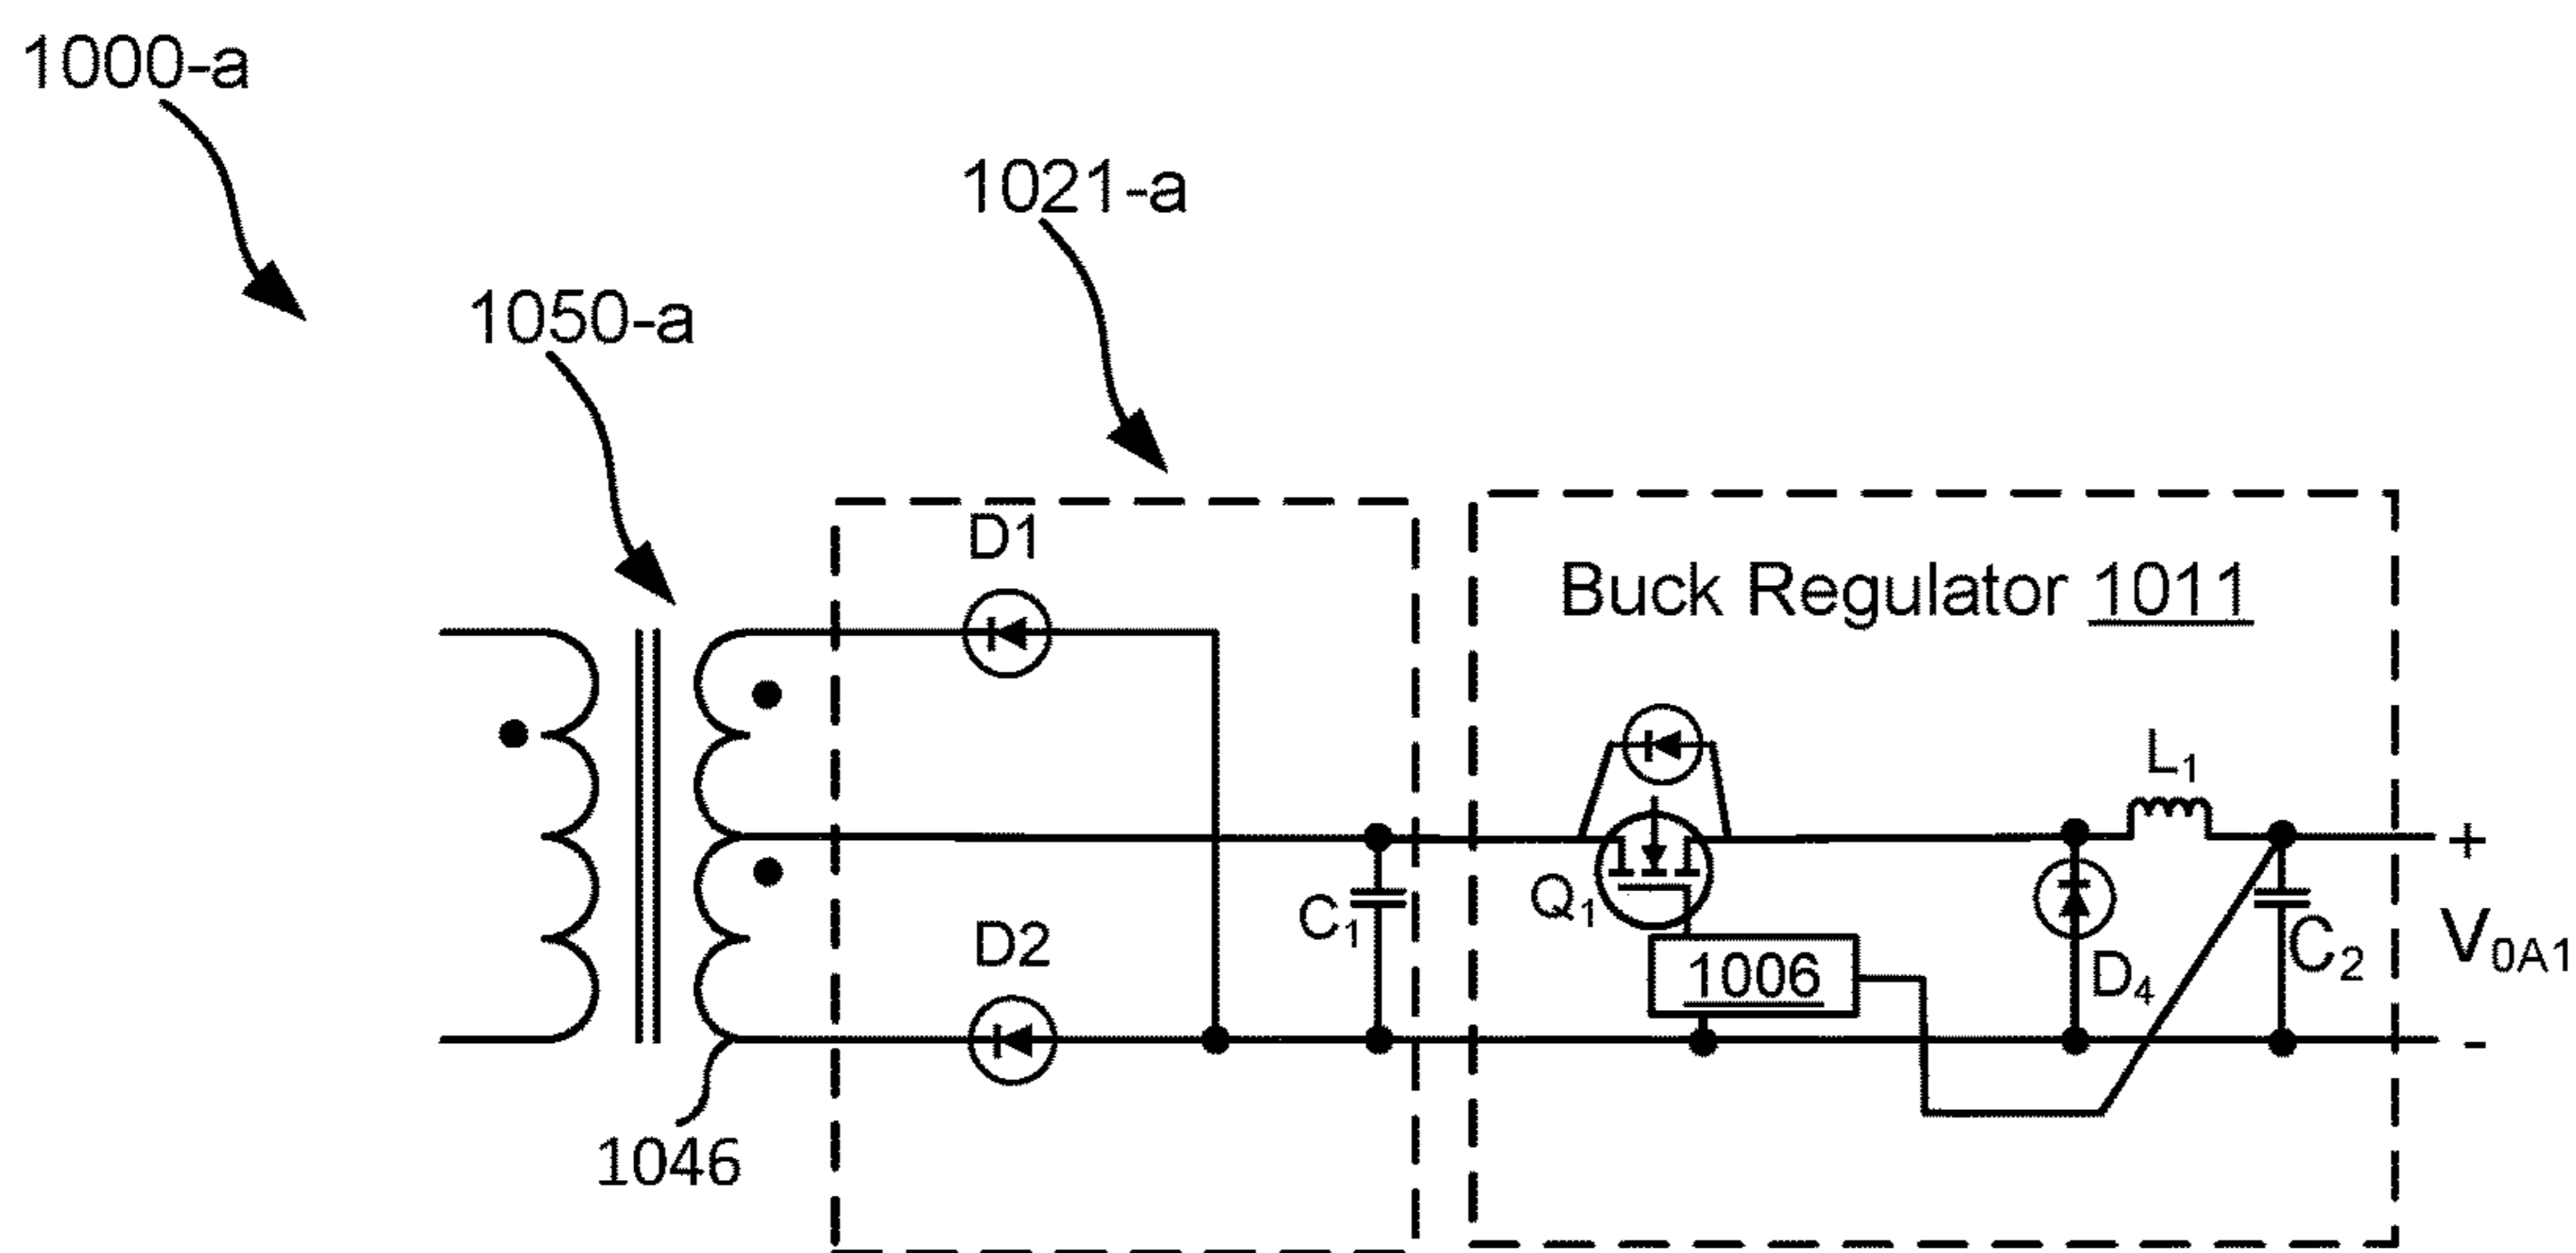 1000-a
1021-a
1050-a
D1
Buck Regulator 1011
L₁
+
Q₁
C₁
D2
1006
D₄
C₂
V₀A₁
-
1046